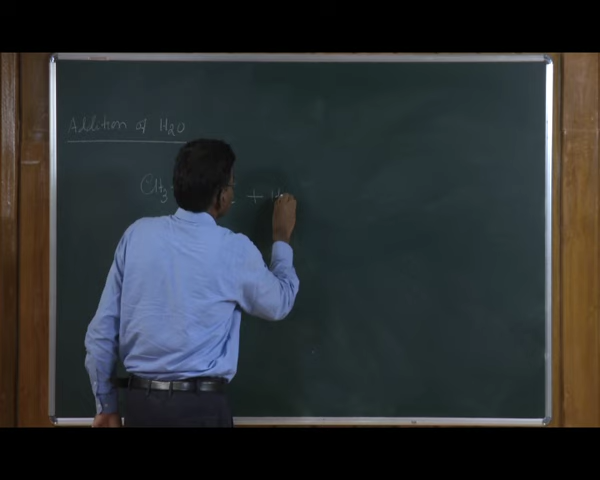 Addition of H2O
CH3 + H